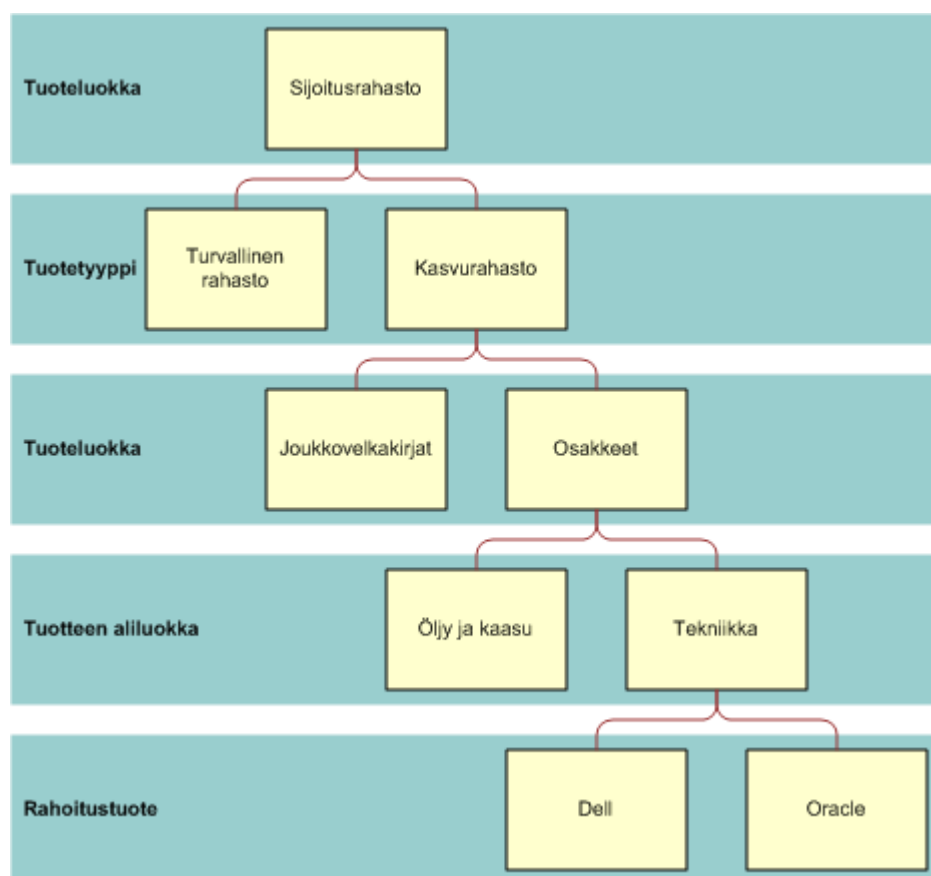 Tuoteluokka
Sijoitusrahasto
Tuotetyyppi
Turvallinen
rahasto
Kasvurahasto
Tuoteluokka
Joukkovelkakirjat
Osakkeet
Tuotteen aliluokka
Öljy ja kaasu
Tekniikka
Rahoitustuote
Dell
Oracle